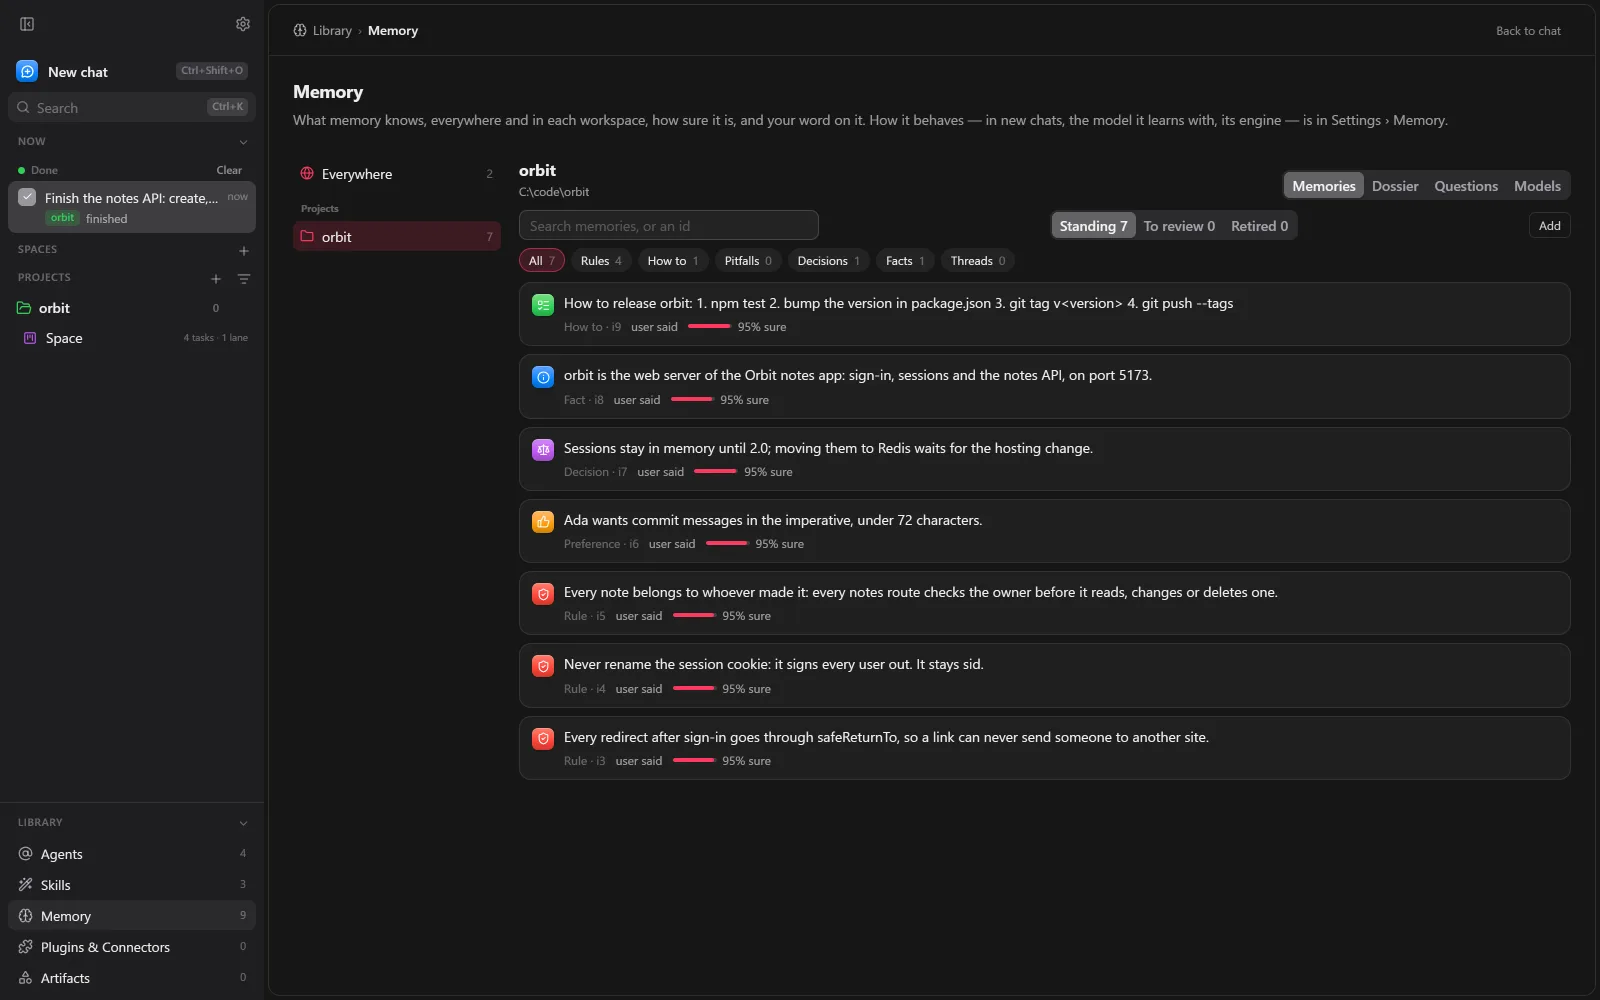 New chat
Ctrl+Shift+O
Search
Ctrl+K
NOW
Done
Clear
Finish the notes API: create,...
now
orbit
finished
SPACES
PROJECTS
orbit
0
Space
4 tasks · 1 lane
LIBRARY
Agents
4
Skills
3
Memory
9
Plugins & Connectors
0
Artifacts
0
Library › Memory
Back to chat
Memory
What memory knows, everywhere and in each workspace, how sure it is, and your word on it. How it behaves — in new chats, the model it learns with, its engine — is in Settings › Memory.
Everywhere
2
Projects
orbit
7
orbit
C:\code\orbit
Memories
Dossier
Questions
Models
Search memories, or an id
Standing 7
To review 0
Retired 0
Add
All 7
Rules 4
How to 1
Pitfalls 0
Decisions 1
Facts 1
Threads 0
How to release orbit: 1. npm test 2. bump the version in package.json 3. git tag v<version> 4. git push --tags
How to · i9 user said 95% sure
orbit is the web server of the Orbit notes app: sign-in, sessions and the notes API, on port 5173.
Fact · i8 user said 95% sure
Sessions stay in memory until 2.0; moving them to Redis waits for the hosting change.
Decision · i7 user said 95% sure
Ada wants commit messages in the imperative, under 72 characters.
Preference · i6 user said 95% sure
Every note belongs to whoever made it: every notes route checks the owner before it reads, changes or deletes one.
Rule · i5 user said 95% sure
Never rename the session cookie: it signs every user out. It stays sid.
Rule · i4 user said 95% sure
Every redirect after sign-in goes through safeReturnTo, so a link can never send someone to another site.
Rule · i3 user said 95% sure